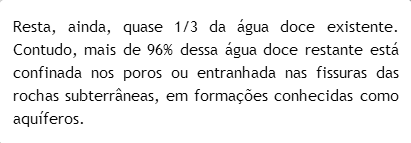 Resta, ainda, quase 1/3 da água doce existente.
Contudo, mais de 96% dessa água doce restante está
confinada nos poros ou entranhada nas fissuras das
rochas subterrâneas, em formações conhecidas como
aquíferos.